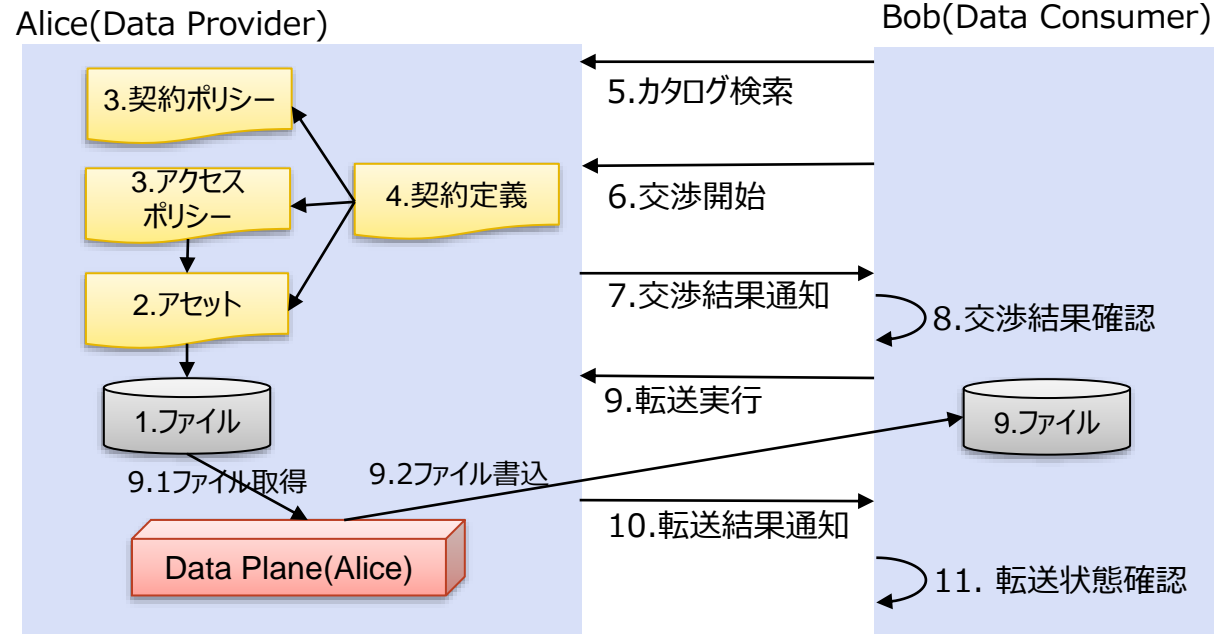 Alice(Data Provider)
Bob(Data Consumer)
3.契約ポリシー
3.アクセス
ポリシー
4.契約定義
2.アセット
1.ファイル
9.1ファイル取得
9.2ファイル書込
Data Plane(Alice)
5.カタログ検索
6.交渉開始
7.交渉結果通知
8.交渉結果確認
9.転送実行
9.ファイル
10.転送結果通知
11. 転送状態確認